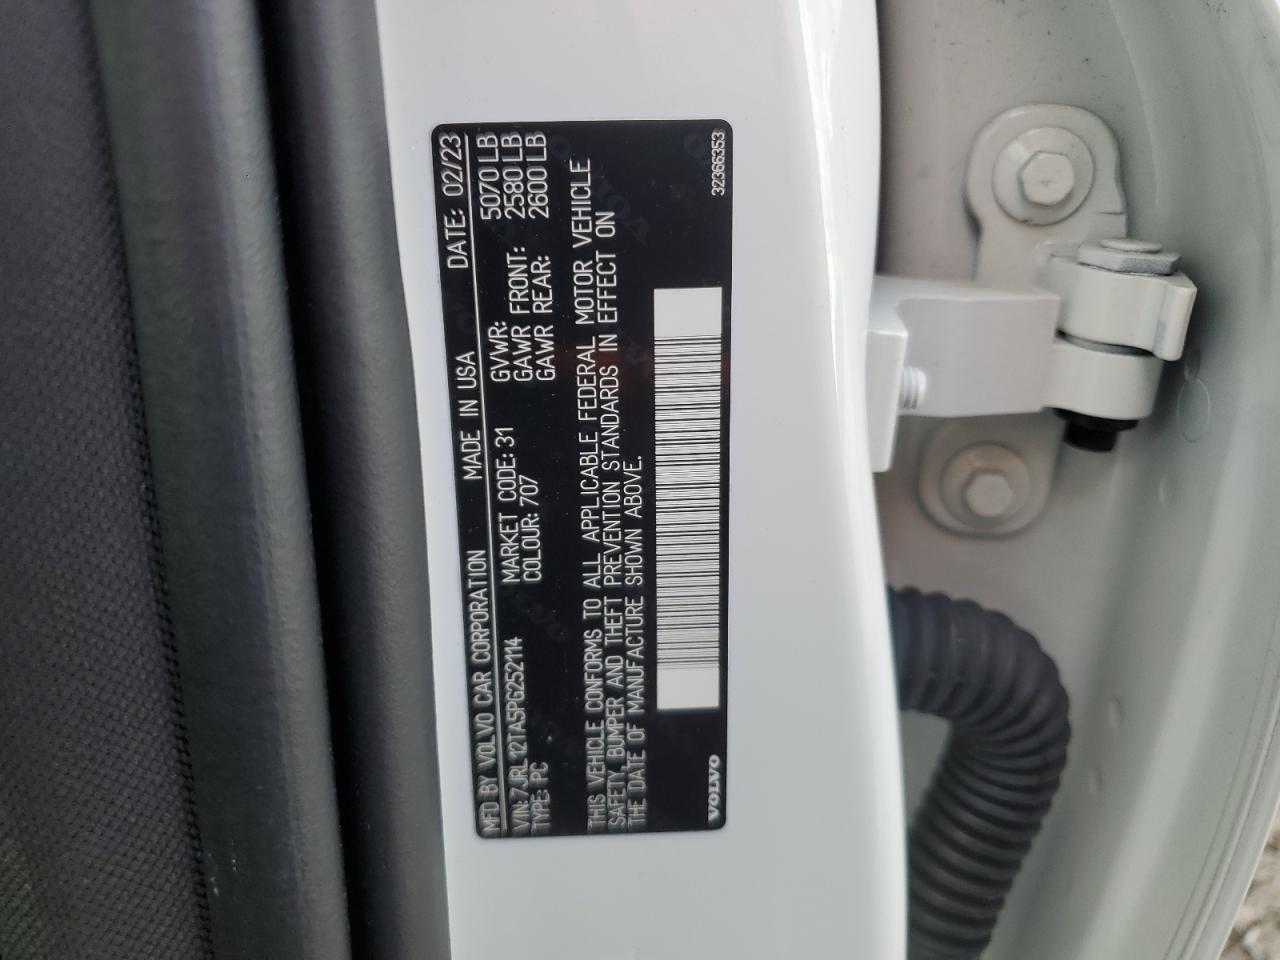 MFD BY VOLVO CAR CORPORATION MADE IN USA DATE: 02/23
VIN: 7JRL12TA5PG252114 MARKET CODE: 31 GVWR: 5070 LB
TYPE: PC COLOUR: 707 GAWR FRONT: 2580 LB
GAWR REAR: 2600 LB
THIS VEHICLE CONFORMS TO ALL APPLICABLE FEDERAL MOTOR VEHICLE
SAFETY, BUMPER AND THEFT PREVENTION STANDARDS IN EFFECT ON
THE DATE OF MANUFACTURE SHOWN ABOVE.
VOLVO 32366353